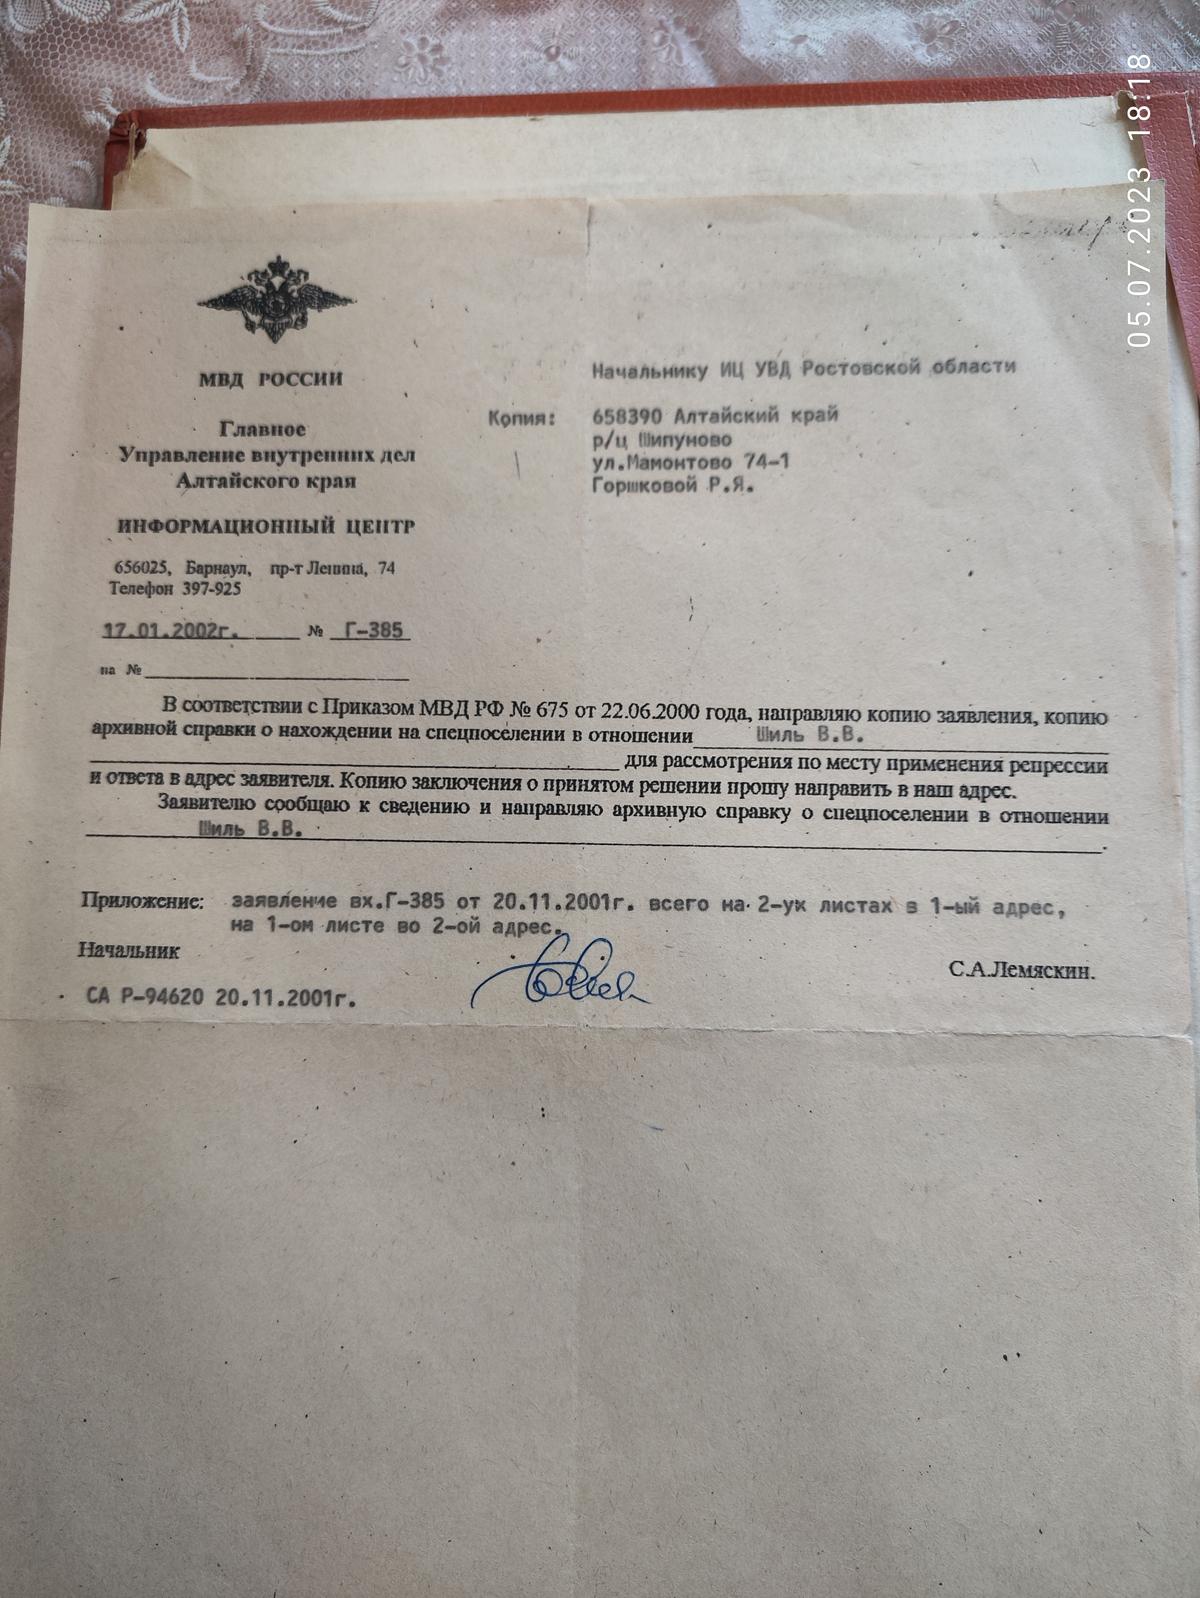 05.07.2023 18:18
МВД РОССИИ
Главное
Управление внутренних дел
Алтайского края
ИНФОРМАЦИОННЫЙ ЦЕНТР
656025, Барнаул, пр-т Ленина, 74
Телефон 397-925
17.01.2002г. № Г-385
на №
Начальнику ИЦ УВД Ростовской области
Копия: 658390 Алтайский край
р/ц Шипуново
ул.Мамонтово 74-1
Горшковой Р.Я.
В соответствии с Приказом МВД РФ № 675 от 22.06.2000 года, направляю копию заявления, копию
архивной справки о нахождении на спецпоселении в отношении Шиль В.В.
для рассмотрения по месту применения репрессии
и ответа в адрес заявителя. Копию заключения о принятом решении прошу направить в наш адрес.
Заявителю сообщаю к сведению и направляю архивную справку о спецпоселении в отношении
Шиль В.В.
Приложение: заявление вх.Г-385 от 20.11.2001г. всего на 2-ух листах в 1-ый адрес,
на 1-ом листе во 2-ой адрес.
Начальник
С.А.Лемяскин.
СА Р-94620 20.11.2001г.